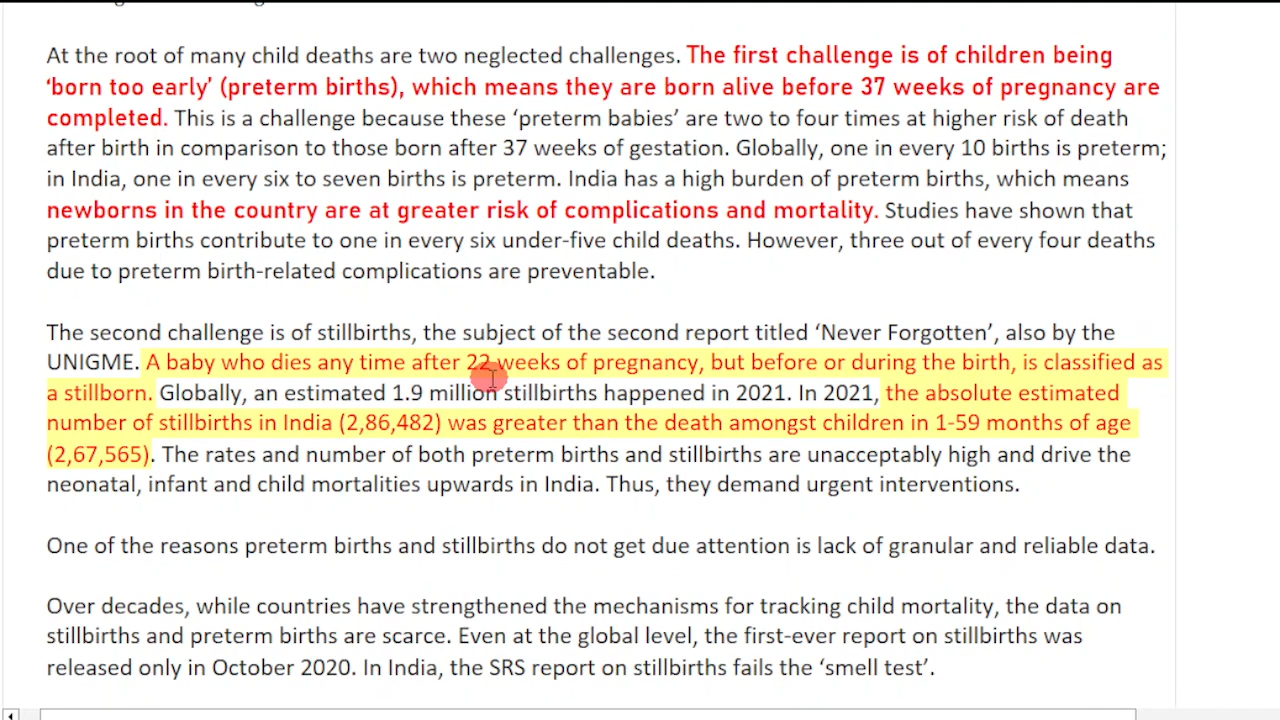 At the root of many child deaths are two neglected challenges. The first challenge is of children being
‘born too early’ (preterm births), which means they are born alive before 37 weeks of pregnancy are
completed. This is a challenge because these ‘preterm babies’ are two to four times at higher risk of death
after birth in comparison to those born after 37 weeks of gestation. Globally, one in every 10 births is preterm;
in India, one in every six to seven births is preterm. India has a high burden of preterm births, which means
newborns in the country are at greater risk of complications and mortality. Studies have shown that
preterm births contribute to one in every six under-five child deaths. However, three out of every four deaths
due to preterm birth-related complications are preventable.
The second challenge is of stillbirths, the subject of the second report titled ‘Never Forgotten’, also by the
UNIGME. A baby who dies any time after 22 weeks of pregnancy, but before or during the birth, is classified as
a stillborn. Globally, an estimated 1.9 million stillbirths happened in 2021. In 2021, the absolute estimated
number of stillbirths in India (2,86,482) was greater than the death amongst children in 1-59 months of age
(2,67,565). The rates and number of both preterm births and stillbirths are unacceptably high and drive the
neonatal, infant and child mortalities upwards in India. Thus, they demand urgent interventions.
One of the reasons preterm births and stillbirths do not get due attention is lack of granular and reliable data.
Over decades, while countries have strengthened the mechanisms for tracking child mortality, the data on
stillbirths and preterm births are scarce. Even at the global level, the first-ever report on stillbirths was
released only in October 2020. In India, the SRS report on stillbirths fails the ‘smell test’.